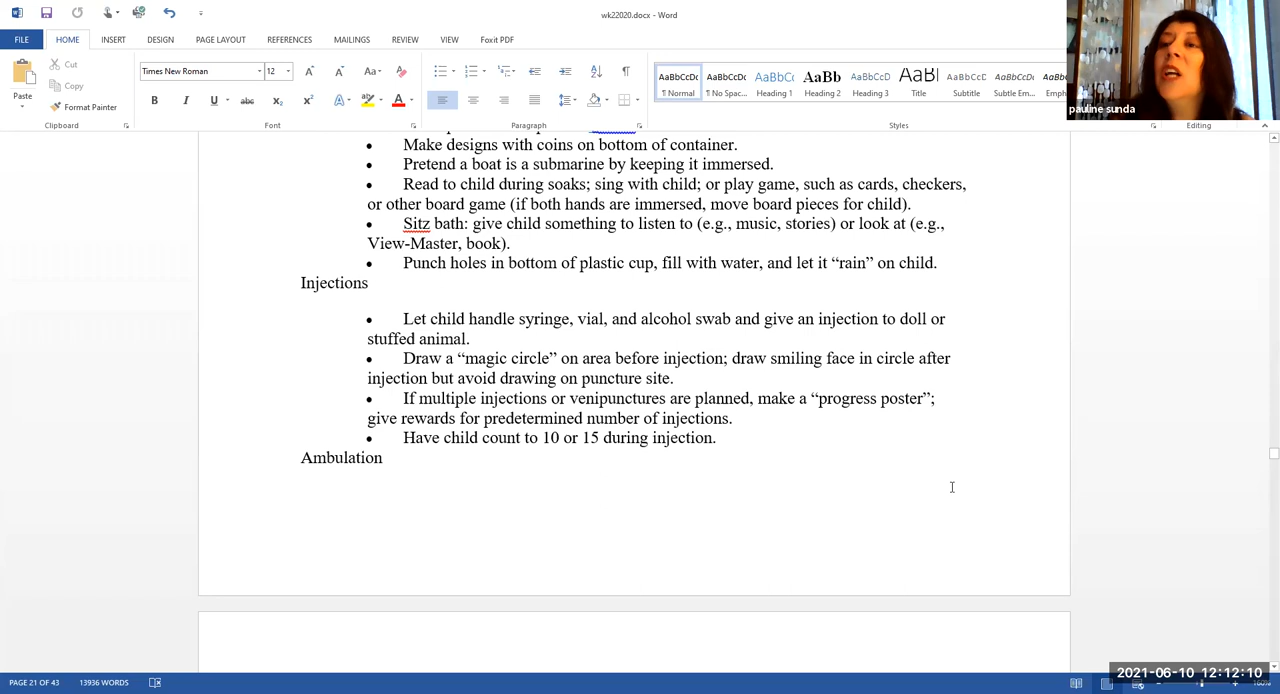 wk22020.docx - Word
FILE HOME INSERT DESIGN PAGE LAYOUT REFERENCES MAILINGS REVIEW VIEW Foxit PDF
Paste
Cut
Copy
Format Painter
Clipboard
Times New Roman 12
Font
Paragraph
AaBbCcDc ¶ Normal
AaBbCcDc ¶ No Spac...
AaBbCc Heading 1
AaBb Heading 2
AaBbCcD Heading 3
AaB Title
AaBbCcD Subtitle
AaBbCcDc Subtle Em...
AaBb Emph
Styles
Editing
pauline sunda
• Make designs with coins on bottom of container.
• Pretend a boat is a submarine by keeping it immersed.
• Read to child during soaks; sing with child; or play game, such as cards, checkers,
or other board game (if both hands are immersed, move board pieces for child).
• Sitz bath: give child something to listen to (e.g., music, stories) or look at (e.g.,
View-Master, book).
• Punch holes in bottom of plastic cup, fill with water, and let it “rain” on child.
Injections
• Let child handle syringe, vial, and alcohol swab and give an injection to doll or
stuffed animal.
• Draw a “magic circle” on area before injection; draw smiling face in circle after
injection but avoid drawing on puncture site.
• If multiple injections or venipunctures are planned, make a “progress poster”;
give rewards for predetermined number of injections.
• Have child count to 10 or 15 during injection.
Ambulation
PAGE 21 OF 43 13936 WORDS
2021-06-10 12:12:10